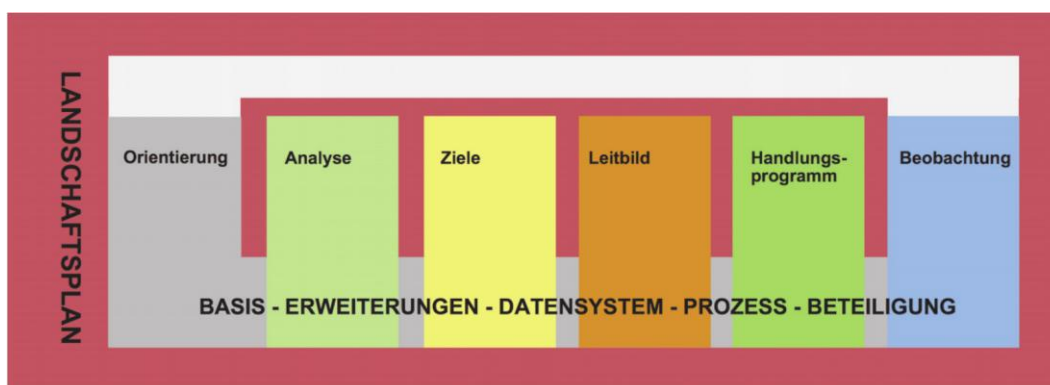 LANDSCHAFTSPLAN
Orientierung
Analyse
Ziele
Leitbild
Handlungs-
programm
Beobachtung
BASIS - ERWEITERUNGEN - DATENSYSTEM - PROZESS - BETEILIGUNG